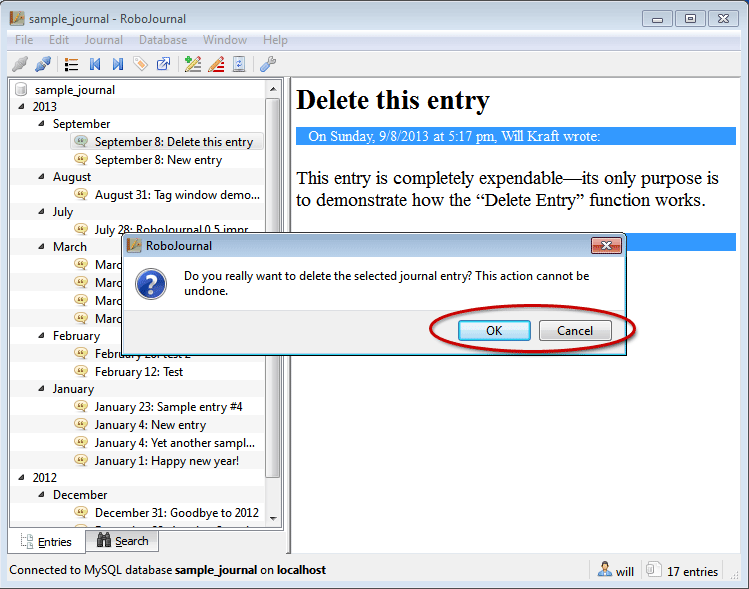 sample_journal - RoboJournal
File Edit Journal Database Window Help
sample_journal
2013
September
September 8: Delete this entry
September 8: New entry
August
August 31: Tag window demo...
July
July 28: RoboJournal 0.5 impr
March
Marc
Marc
Marc
Marc
February
February 12: Test
January
January 23: Sample entry #4
January 4: New entry
January 4: Yet another sampl...
January 1: Happy new year!
2012
December
December 31: Goodbye to 2012
Entries Search
Delete this entry
On Sunday, 9/8/2013 at 5:17 pm, Will Kraft wrote:
This entry is completely expendable—its only purpose is
to demonstrate how the “Delete Entry” function works.
RoboJournal
Do you really want to delete the selected journal entry? This action cannot be
undone.
OK Cancel
Connected to MySQL database sample_journal on localhost
will 17 entries